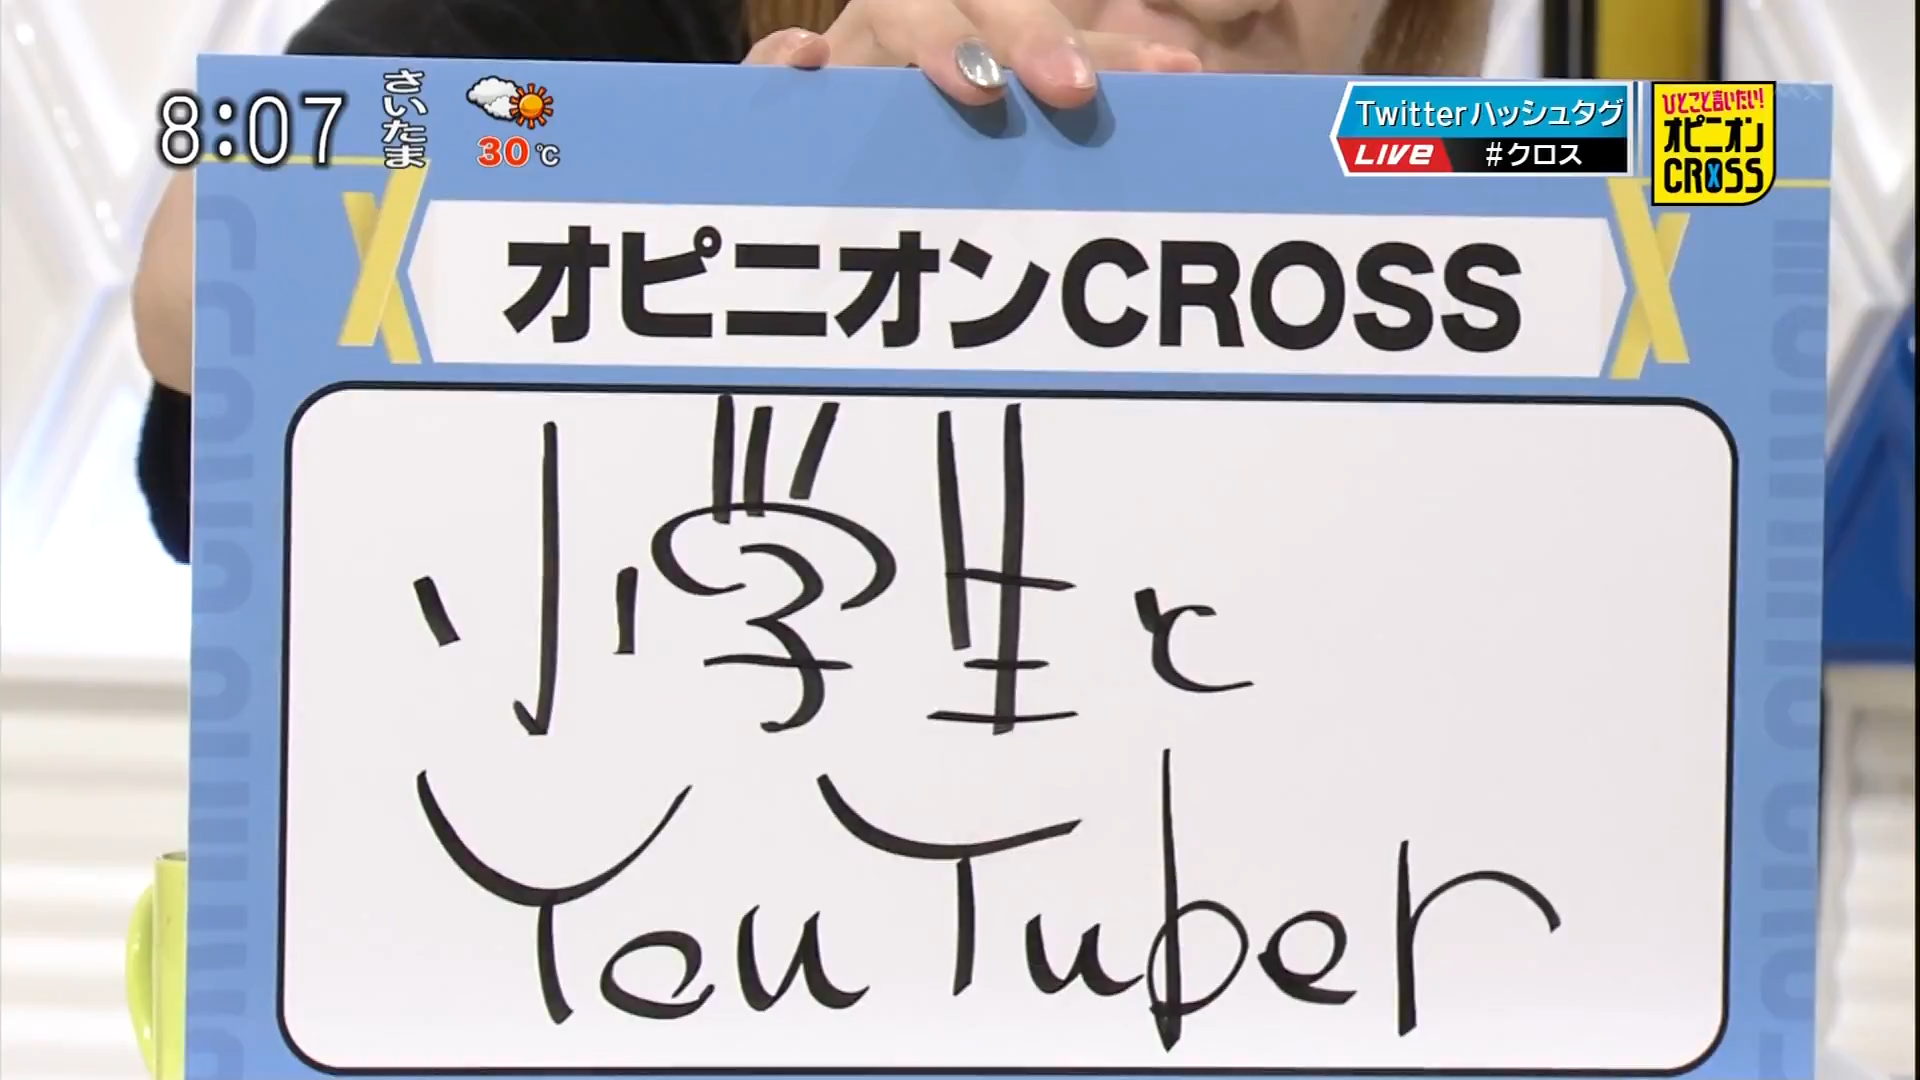 8:07
さいたま
30℃
Twitterハッシュタグ
LIVE #クロス
ひとこと言いたい!
オピニオン
CROSS
オピニオンCROSS
小学生と
YouTuber